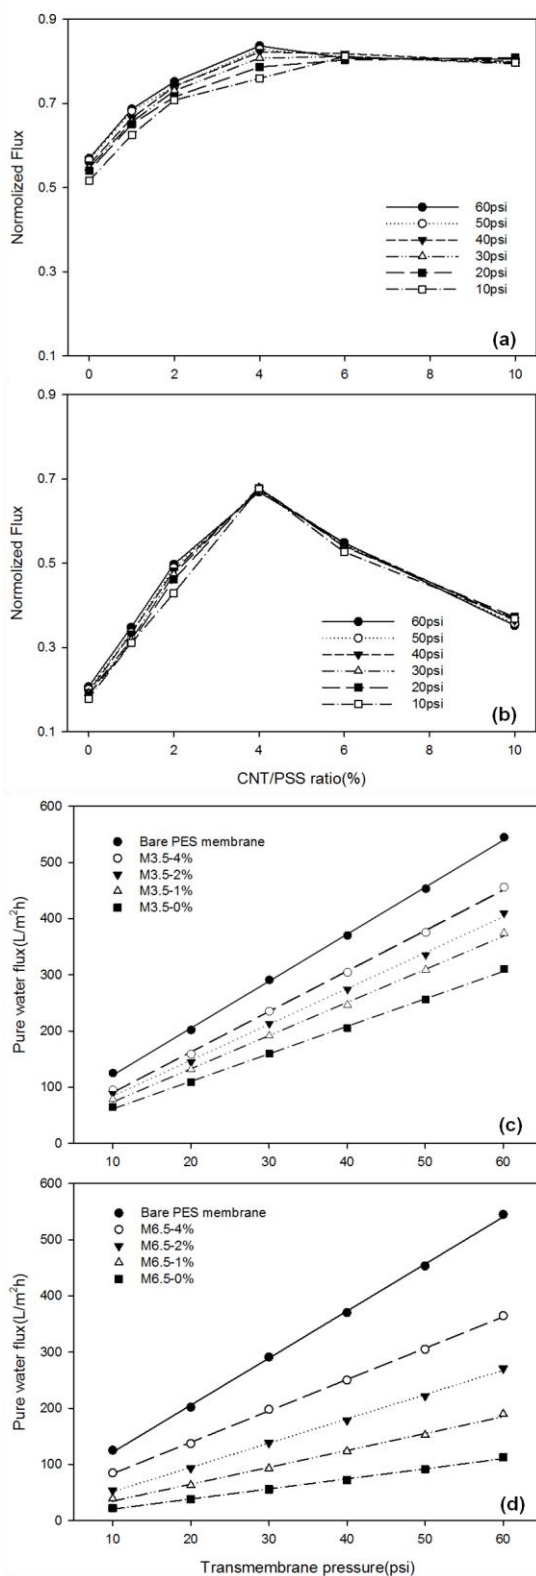 0.9
0.7
0.5
0.3
0.1
Normolized Flux
60psi
50psi
40psi
30psi
20psi
10psi
(a)
0 2 4 6 8 10
0.9
0.7
0.5
0.3
0.1
Normolized Flux
60psi
50psi
40psi
30psi
20psi
10psi
(b)
0 2 4 6 8 10
CNT/PSS ratio(%)
600
500
400
300
200
100
0
Pure water flux(L/m²h)
Bare PES membrane
M3.5-4%
M3.5-2%
M3.5-1%
M3.5-0%
(c)
10 20 30 40 50 60
600
500
400
300
200
100
0
Pure water flux(L/m²h)
Bare PES membrane
M6.5-4%
M6.5-2%
M6.5-1%
M6.5-0%
(d)
10 20 30 40 50 60
Transmembrane pressure(psi)